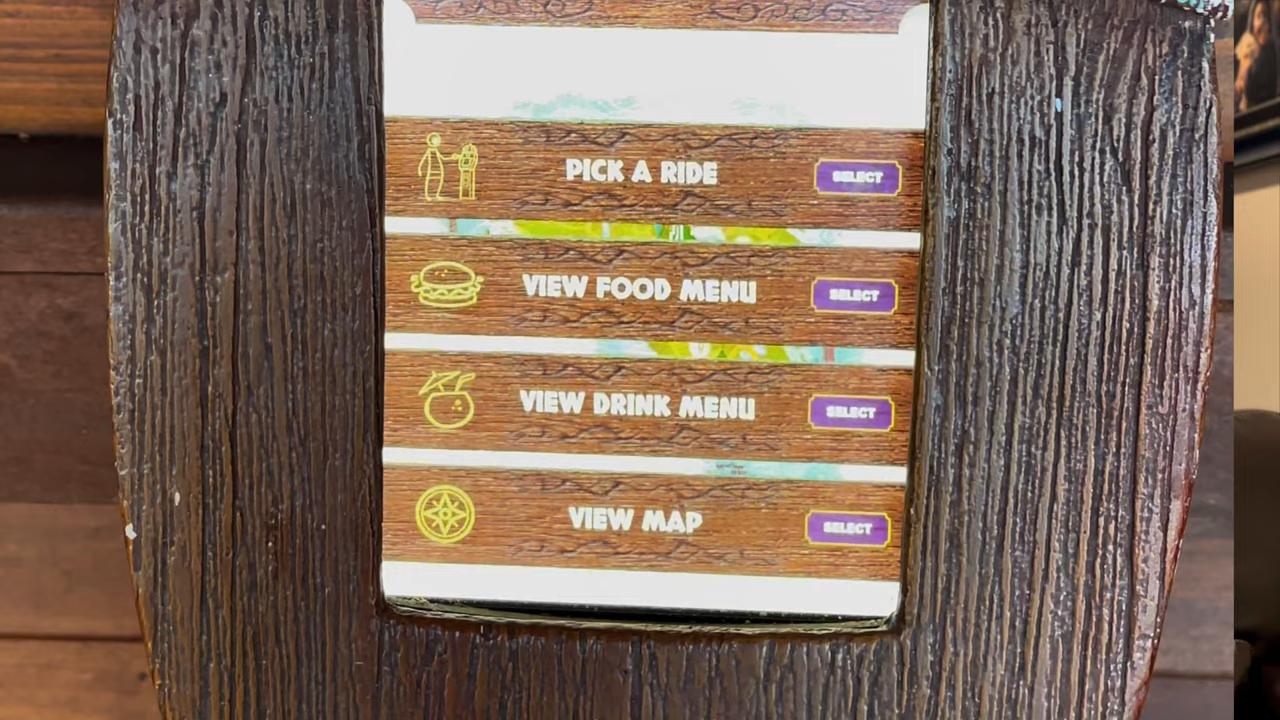 PICK A RIDE
SELECT
VIEW FOOD MENU
SELECT
VIEW DRINK MENU
SELECT
VIEW MAP
SELECT